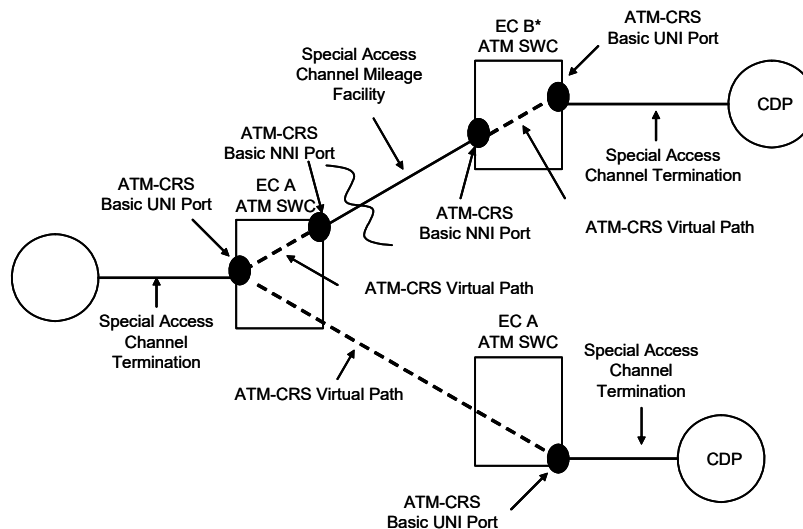 ATM-CRS
Basic UNI Port
EC B*
ATM SWC
Special Access
Channel Mileage
Facility
CDP
ATM-CRS
Basic NNI Port
Special Access
Channel Termination
ATM-CRS
Basic UNI Port
EC A
ATM SWC
ATM-CRS
Basic NNI Port
ATM-CRS Virtual Path
ATM-CRS Virtual Path
Special Access
Channel
Termination
EC A
ATM SWC
Special Access
Channel
Termination
ATM-CRS Virtual Path
CDP
ATM-CRS
Basic UNI Port